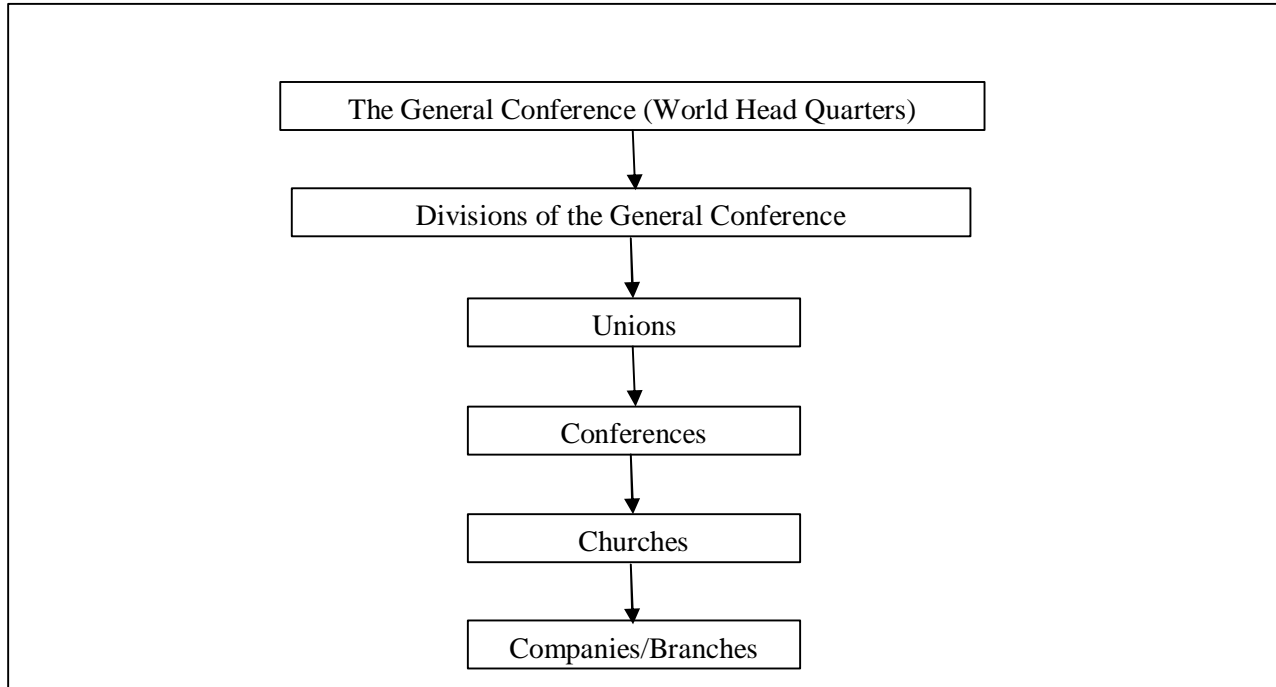 The General Conference (World Head Quarters)
Divisions of the General Conference
Unions
Conferences
Churches
Companies/Branches